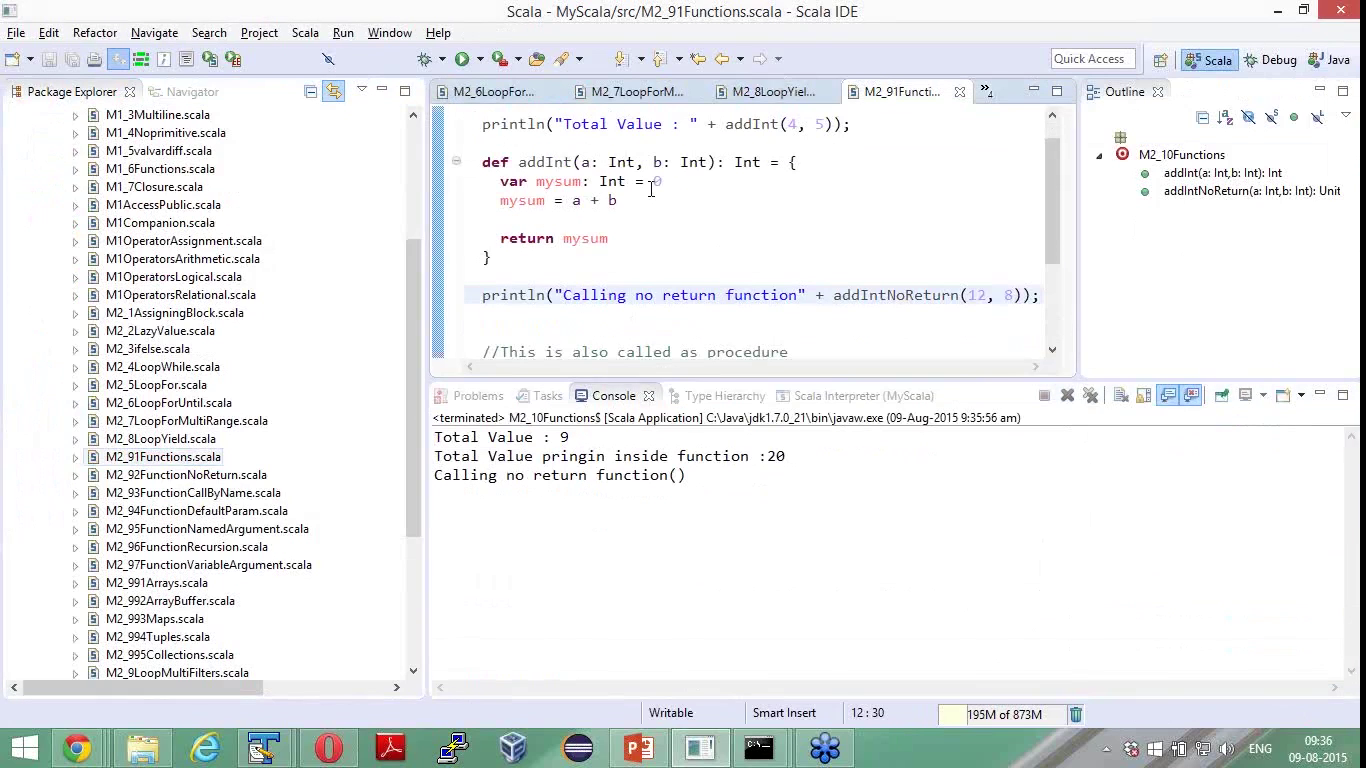 Scala - MyScala/src/M2_91Functions.scala - Scala IDE
File Edit Refactor Navigate Search Project Scala Run Window Help
Quick Access Scala Debug Java
Package Explorer Navigator
M1_3Multiline.scala
M1_4Noprimitive.scala
M1_5valvardiff.scala
M1_6Functions.scala
M1_7Closure.scala
M1AccessPublic.scala
M1Companion.scala
M1OperatorAssignment.scala
M1OperatorsArithmetic.scala
M1OperatorsLogical.scala
M1OperatorsRelational.scala
M2_1AssigningBlock.scala
M2_2LazyValue.scala
M2_3ifelse.scala
M2_4LoopWhile.scala
M2_5LoopFor.scala
M2_6LoopForUntil.scala
M2_7LoopForMultiRange.scala
M2_8LoopYield.scala
M2_91Functions.scala
M2_92FunctionNoReturn.scala
M2_93FunctionCallByName.scala
M2_94FunctionDefaultParam.scala
M2_95FunctionNamedArgument.scala
M2_96FunctionRecursion.scala
M2_97FunctionVariableArgument.scala
M2_991Arrays.scala
M2_992ArrayBuffer.scala
M2_993Maps.scala
M2_994Tuples.scala
M2_995Collections.scala
M2_9LoopMultiFilters.scala
M2_6LoopFor... M2_7LoopForM... M2_8LoopYiel... M2_91Functi... »4
println("Total Value : " + addInt(4, 5));
def addInt(a: Int, b: Int): Int = {
var mysum: Int = 0
mysum = a + b
return mysum
}
println("Calling no return function" + addIntNoReturn(12, 8));
//This is also called as procedure
Outline
M2_10Functions
addInt(a: Int,b: Int): Int
addIntNoReturn(a: Int,b: Int): Unit
Problems Tasks Console Type Hierarchy Scala Interpreter (MyScala)
<terminated> M2_10Functions$ [Scala Application] C:\Java\jdk1.7.0_21\bin\javaw.exe (09-Aug-2015 9:35:56 am)
Total Value : 9
Total Value pringin inside function :20
Calling no return function()
Writable Smart Insert 12 : 30 195M of 873M
ENG 09:36
09-08-2015